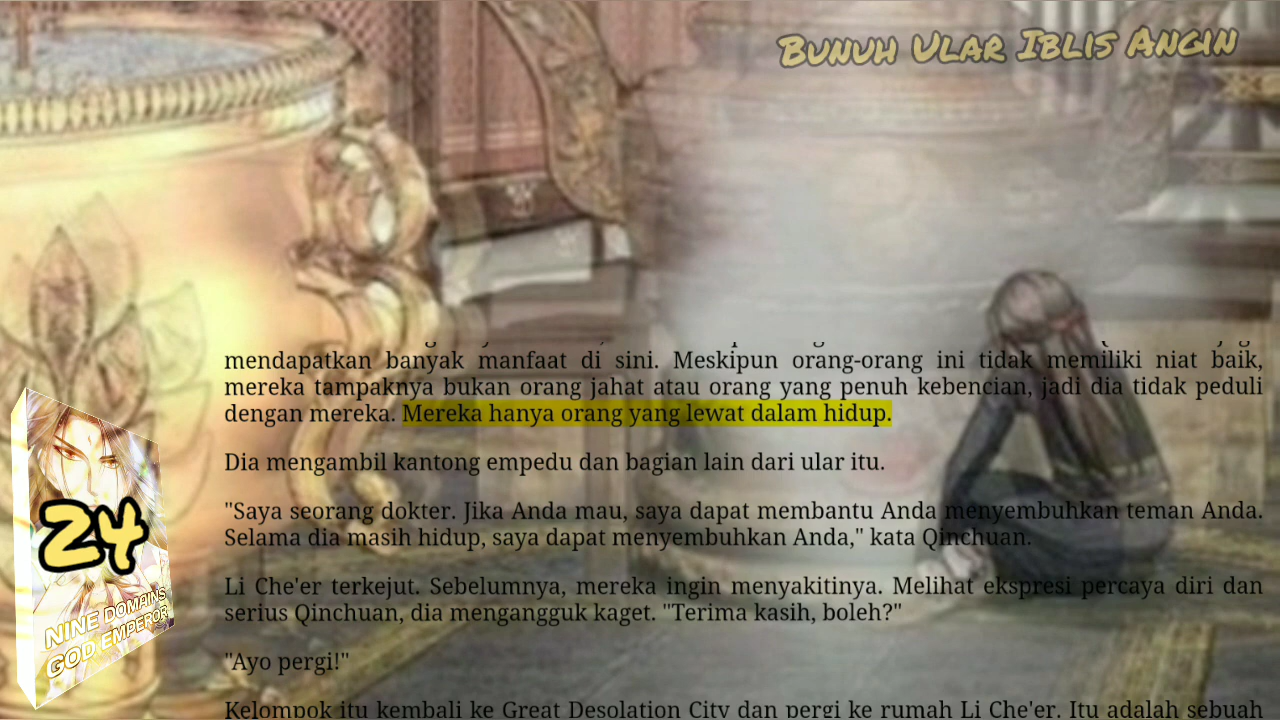 Bunuh Ular Iblis Angin
mendapatkan banyak manfaat di sini. Meskipun orang-orang ini tidak memiliki niat baik,
mereka tampaknya bukan orang jahat atau orang yang penuh kebencian, jadi dia tidak peduli
dengan mereka. Mereka hanya orang yang lewat dalam hidup.
Dia mengambil kantong empedu dan bagian lain dari ular itu.
"Saya seorang dokter. Jika Anda mau, saya dapat membantu Anda menyembuhkan teman Anda.
Selama dia masih hidup, saya dapat menyembuhkan Anda," kata Qinchuan.
Li Che'er terkejut. Sebelumnya, mereka ingin menyakitinya. Melihat ekspresi percaya diri dan
serius Qinchuan, dia mengangguk kaget. "Terima kasih, boleh?"
"Ayo pergi!"
Kelompok itu kembali ke Great Desolation City dan pergi ke rumah Li Che'er. Itu adalah sebuah
24
NINE DOMAINS
GOD EMPEROR